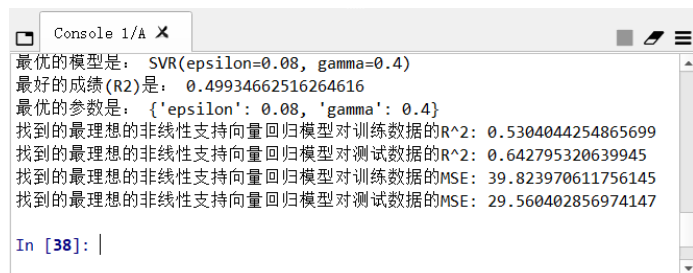 Console 1/A
最优的模型是： SVR(epsilon=0.08, gamma=0.4)
最好的成绩(R2)是： 0.49934662516264616
最优的参数是： {'epsilon': 0.08, 'gamma': 0.4}
找到的最理想的非线性支持向量回归模型对训练数据的R^2: 0.5304044254865699
找到的最理想的非线性支持向量回归模型对测试数据的R^2: 0.642795320639945
找到的最理想的非线性支持向量回归模型对训练数据的MSE: 39.823970611756145
找到的最理想的非线性支持向量回归模型对测试数据的MSE: 29.560402856974147
In [38]: